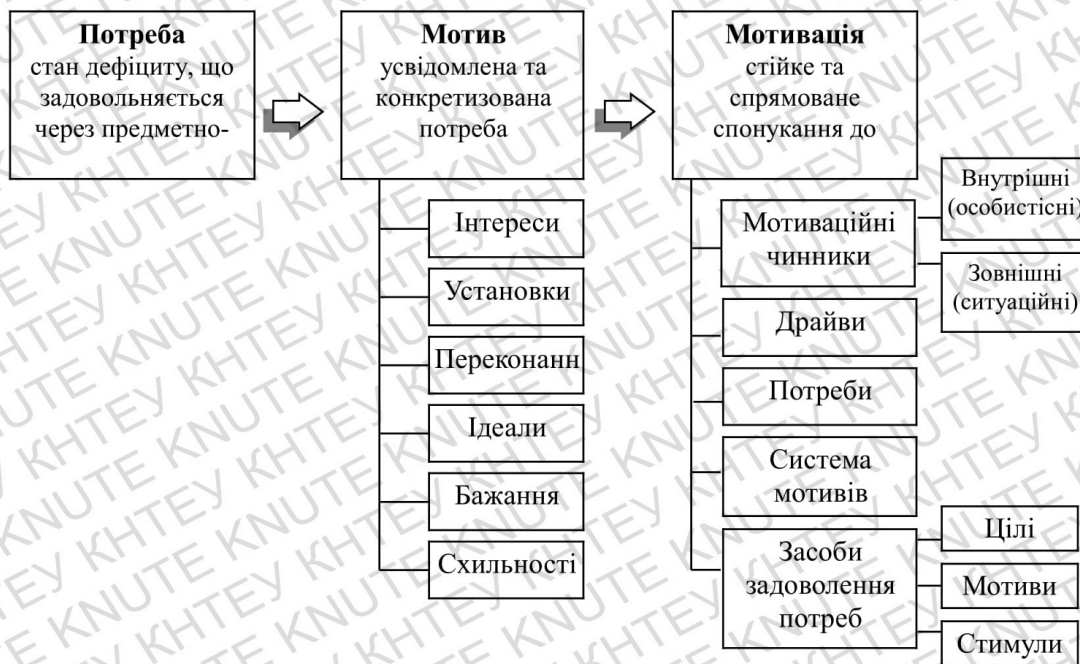 Потреба
стан дефіциту, що
задовольняється
через предметно-
Мотив
усвідомлена та
конкретизована
потреба
Мотивація
стійке та
спрямоване
спонукання до
Інтереси
Установки
Переконанн
Ідеали
Бажання
Схильності
Мотиваційні
чинники
Внутрішні
(особистісні)
Зовнішні
(ситуаційні)
Драйви
Потреби
Система
мотивів
Засоби
задоволення
потреб
Цілі
Мотиви
Стимули